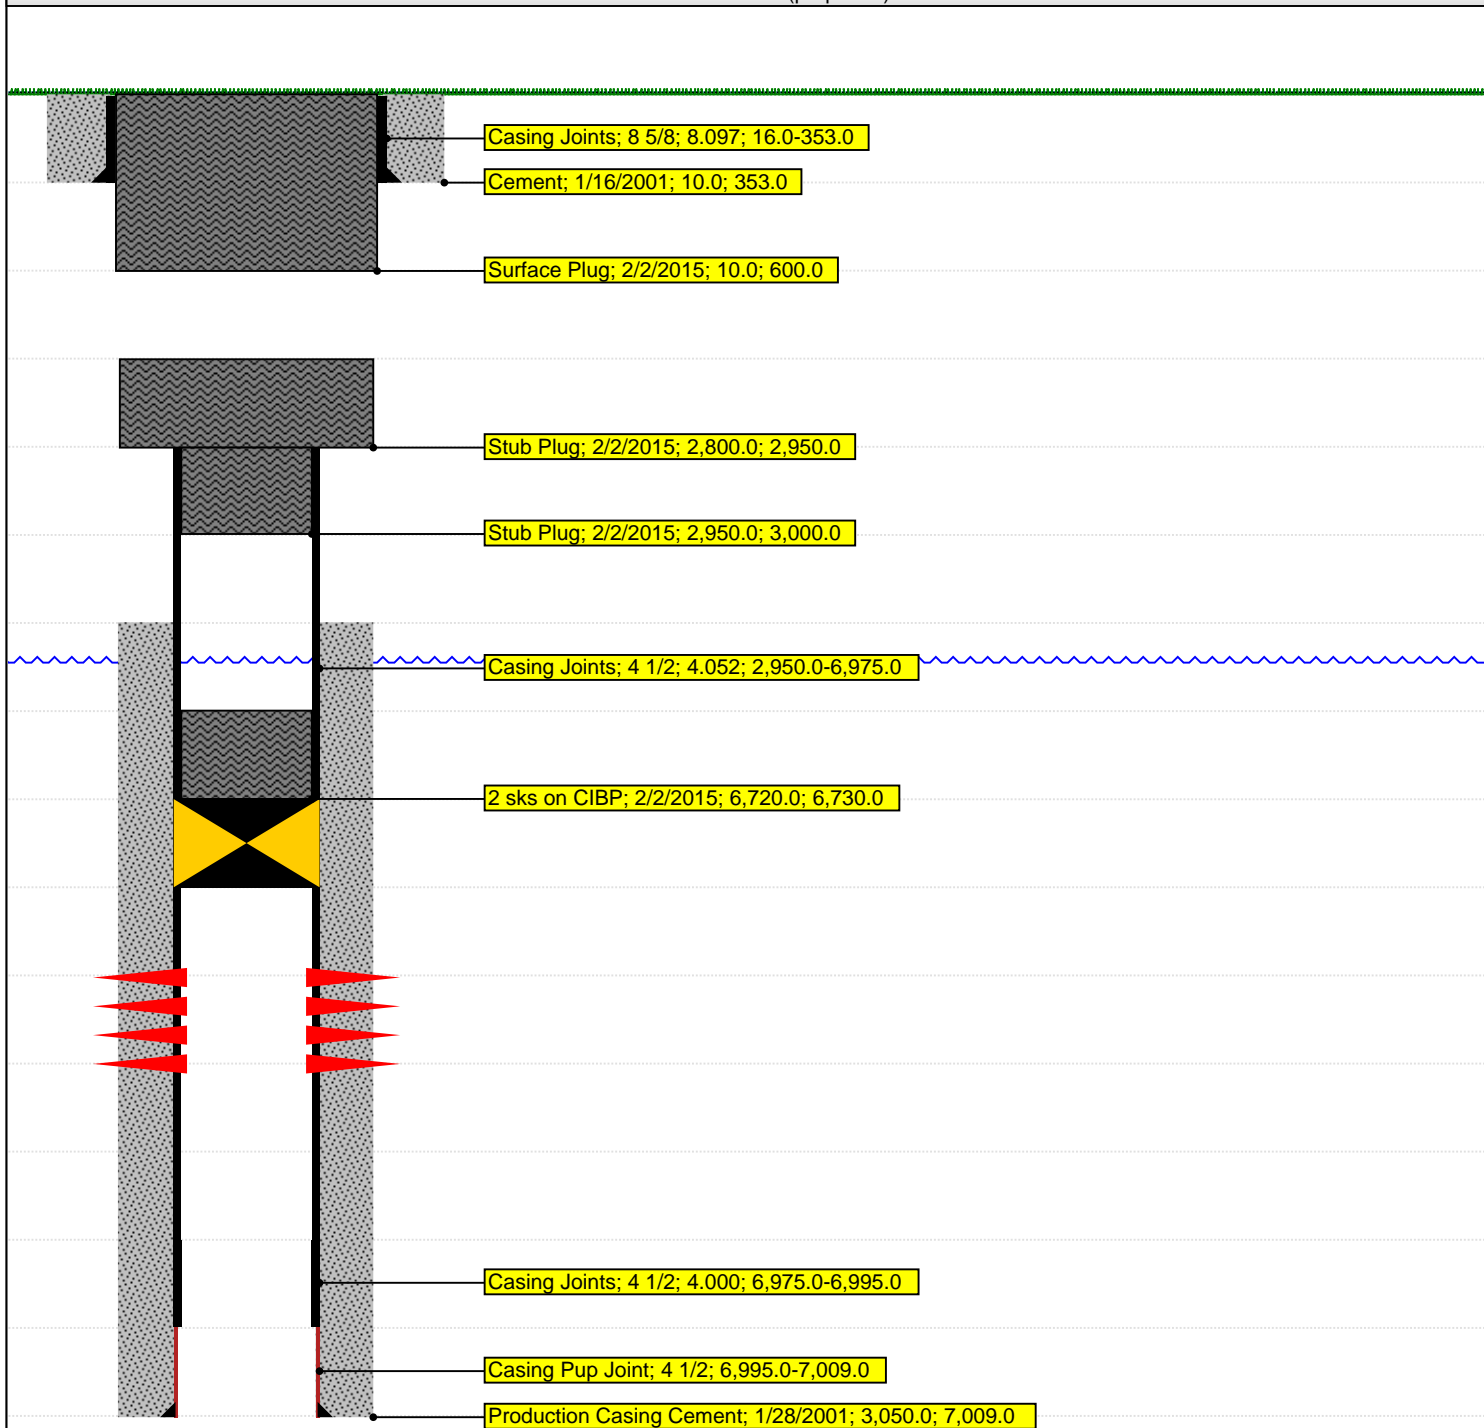 Casing Joints; 8 5/8; 8.097; 16.0-353.0
Cement; 1/16/2001; 10.0; 353.0
Surface Plug; 2/2/2015; 10.0; 600.0
Stub Plug; 2/2/2015; 2,800.0; 2,950.0
Stub Plug; 2/2/2015; 2,950.0; 3,000.0
Casing Joints; 4 1/2; 4.052; 2,950.0-6,975.0
2 sks on CIBP; 2/2/2015; 6,720.0; 6,730.0
Casing Joints; 4 1/2; 4.000; 6,975.0-6,995.0
Casing Pup Joint; 4 1/2; 6,995.0-7,009.0
Production Casing Cement; 1/28/2001; 3,050.0; 7,009.0